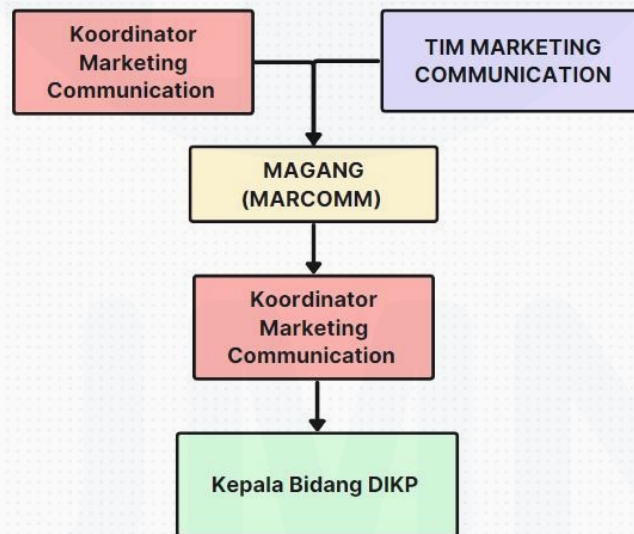 Koordinator
Marketing
Communication
TIM MARKETING
COMMUNICATION
MAGANG
(MARCOMM)
Koordinator
Marketing
Communication
Kepala Bidang DIKP